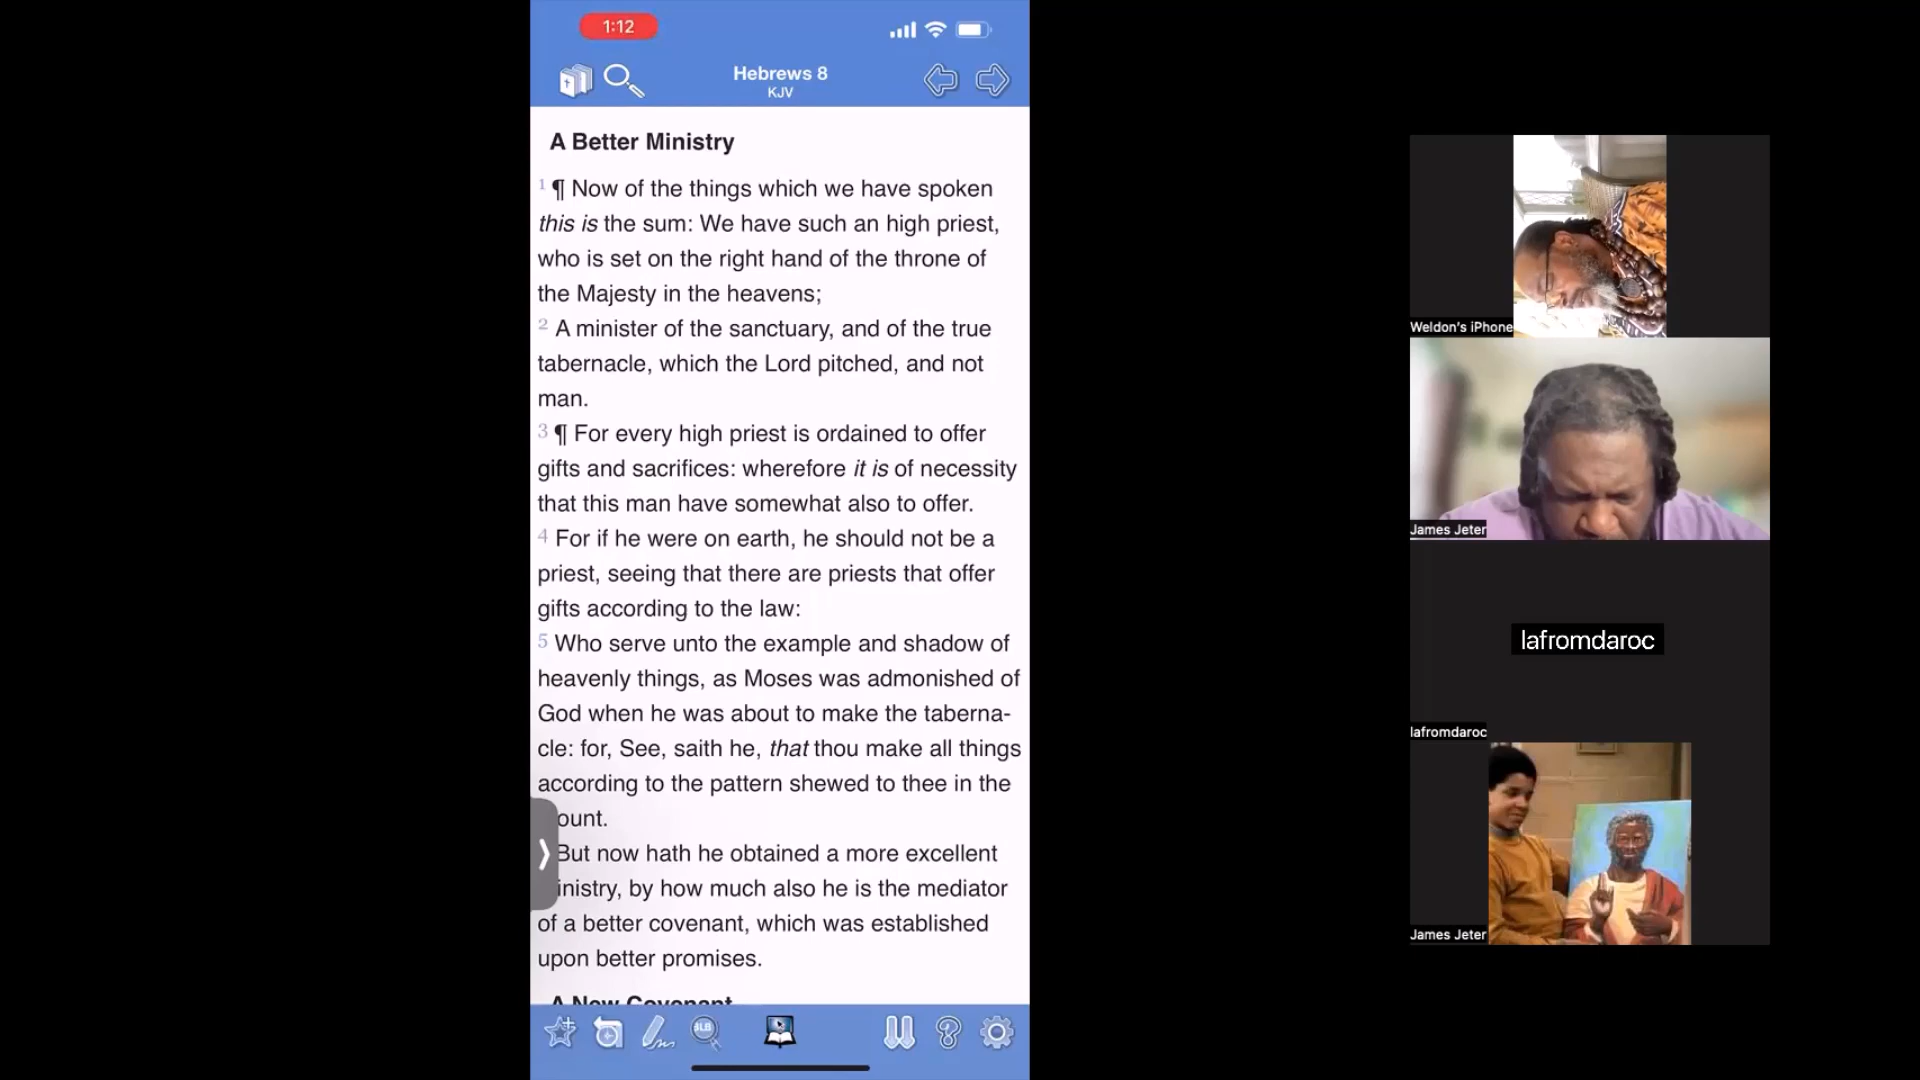 1:12
Hebrews 8
KJV
A Better Ministry
1 ¶ Now of the things which we have spoken
this is the sum: We have such an high priest,
who is set on the right hand of the throne of
the Majesty in the heavens;
2 A minister of the sanctuary, and of the true
tabernacle, which the Lord pitched, and not
man.
3 ¶ For every high priest is ordained to offer
gifts and sacrifices: wherefore it is of necessity
that this man have somewhat also to offer.
4 For if he were on earth, he should not be a
priest, seeing that there are priests that offer
gifts according to the law:
5 Who serve unto the example and shadow of
heavenly things, as Moses was admonished of
God when he was about to make the taberna-
cle: for, See, saith he, that thou make all things
according to the pattern shewed to thee in the
ount.
But now hath he obtained a more excellent
inistry, by how much also he is the mediator
of a better covenant, which was established
upon better promises.
A New Covenant
BLB
Weldon's iPhone
James Jeter
lafromdaroc
lafromdaroc
James Jeter